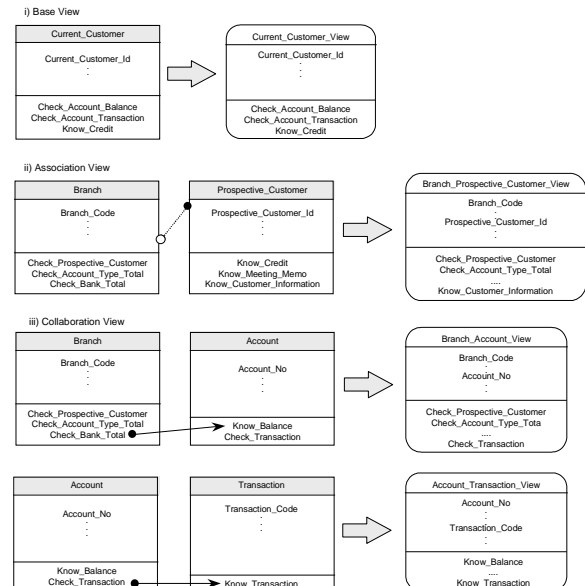 i) Base View
Current_Customer
Current_Customer_Id
.
.
Check_Account_Balance
Check_Account_Transaction
Know_Credit
Current_Customer_View
Current_Customer_Id
.
.
Check_Account_Balance
Check_Account_Transaction
Know_Credit
ii) Association View
Branch
Branch_Code
.
.
.
Check_Prospective_Customer
Check_Account_Type_Total
Check_Bank_Total
Prospective_Customer
Prospective_Customer_Id
.
.
.
Know_Credit
Know_Meeting_Memo
Know_Customer_Information
Branch_Prospective_Customer_View
Branch_Code
:
Prospective_Customer_Id
:
Check_Prospective_Customer
Check_Account_Type_Total
....
Know_Customer_Information
iii) Collaboration View
Branch
Branch_Code
.
.
.
Check_Prospective_Customer
Check_Account_Type_Total
Check_Bank_Total
Account
Account_No
.
.
.
Know_Balance
Check_Transaction
Branch_Account_View
Branch_Code
:
Account_No
:
Check_Prospective_Customer
Check_Account_Type_Tota
....
Check_Transaction
Account
Account_No
.
.
.
Know_Balance
Check_Transaction
Transaction
Transaction_Code
.
.
.
Know_Transaction
Account_Transaction_View
Account_No
:
Transaction_Code
:
Know_Balance
....
Know_Transaction